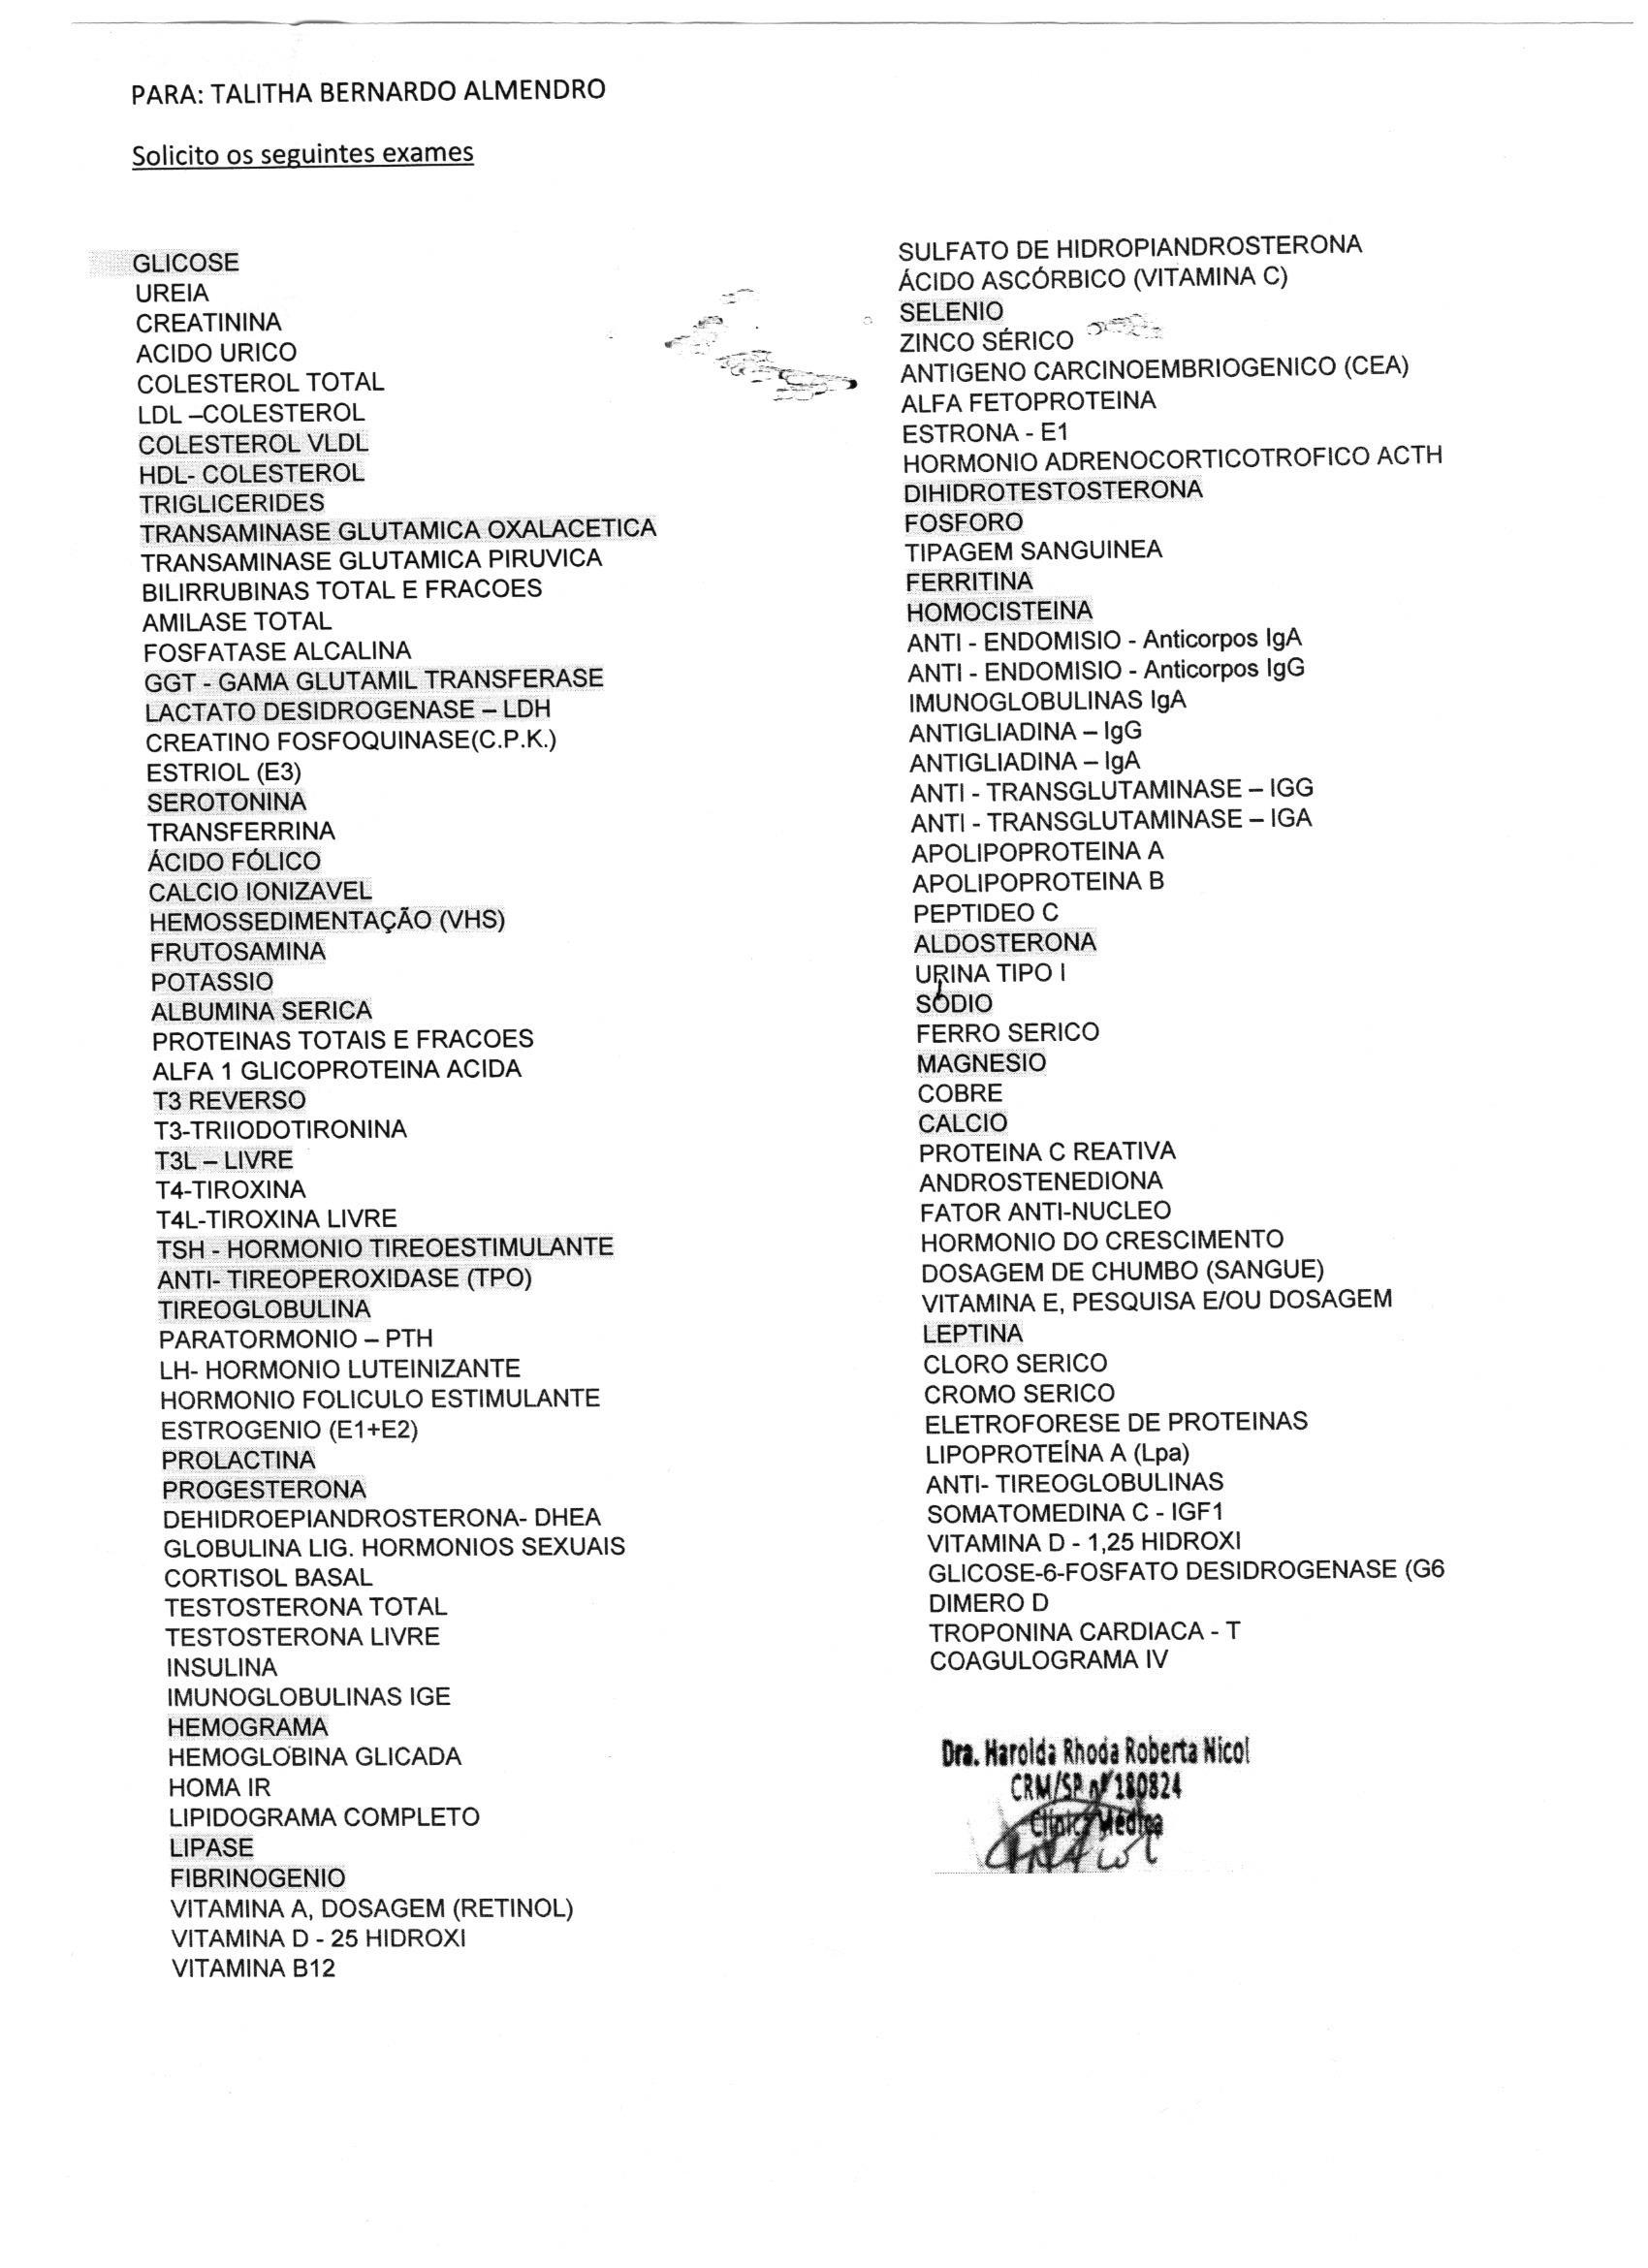 PARA: TALITHA BERNARDO ALMENDRO
Solicito os seguintes exames
GLICOSE
UREIA
CREATININA
ACIDO URICO
COLESTEROL TOTAL
LDL –COLESTEROL
COLESTEROL VLDL
HDL- COLESTEROL
TRIGLICERIDES
TRANSAMINASE GLUTAMICA OXALACETICA
TRANSAMINASE GLUTAMICA PIRUVICA
BILIRRUBINAS TOTAL E FRACOES
AMILASE TOTAL
FOSFATASE ALCALINA
GGT - GAMA GLUTAMIL TRANSFERASE
LACTATO DESIDROGENASE – LDH
CREATINO FOSFOQUINASE(C.P.K.)
ESTRIOL (E3)
SEROTONINA
TRANSFERRINA
ÁCIDO FÓLICO
CALCIO IONIZAVEL
HEMOSSEDIMENTAÇÃO (VHS)
FRUTOSAMINA
POTASSIO
ALBUMINA SERICA
PROTEINAS TOTAIS E FRACOES
ALFA 1 GLICOPROTEINA ACIDA
T3 REVERSO
T3-TRIIODOTIRONINA
T3L – LIVRE
T4-TIROXINA
T4L-TIROXINA LIVRE
TSH - HORMONIO TIREOESTIMULANTE
ANTI- TIREOPEROXIDASE (TPO)
TIREOGLOBULINA
PARATORMONIO – PTH
LH- HORMONIO LUTEINIZANTE
HORMONIO FOLICULO ESTIMULANTE
ESTROGENIO (E1+E2)
PROLACTINA
PROGESTERONA
DEHIDROEPIANDROSTERONA- DHEA
GLOBULINA LIG. HORMONIOS SEXUAIS
CORTISOL BASAL
TESTOSTERONA TOTAL
TESTOSTERONA LIVRE
INSULINA
IMUNOGLOBULINAS IGE
HEMOGRAMA
HEMOGLOBINA GLICADA
HOMA IR
LIPIDOGRAMA COMPLETO
LIPASE
FIBRINOGENIO
VITAMINA A, DOSAGEM (RETINOL)
VITAMINA D - 25 HIDROXI
VITAMINA B12
SULFATO DE HIDROPIANDROSTERONA
ÁCIDO ASCÓRBICO (VITAMINA C)
SELENIO
ZINCO SÉRICO
ANTIGENO CARCINOEMBRIOGENICO (CEA)
ALFA FETOPROTEINA
ESTRONA - E1
HORMONIO ADRENOCORTICOTROFICO ACTH
DIHIDROTESTOSTERONA
FOSFORO
TIPAGEM SANGUINEA
FERRITINA
HOMOCISTEINA
ANTI - ENDOMISIO - Anticorpos IgA
ANTI - ENDOMISIO - Anticorpos IgG
IMUNOGLOBULINAS IgA
ANTIGLIADINA – IgG
ANTIGLIADINA – IgA
ANTI - TRANSGLUTAMINASE – IGG
ANTI - TRANSGLUTAMINASE – IGA
APOLIPOPROTEINA A
APOLIPOPROTEINA B
PEPTIDEO C
ALDOSTERONA
URINA TIPO I
SODIO
FERRO SERICO
MAGNESIO
COBRE
CALCIO
PROTEINA C REATIVA
ANDROSTENEDIONA
FATOR ANTI-NUCLEO
HORMONIO DO CRESCIMENTO
DOSAGEM DE CHUMBO (SANGUE)
VITAMINA E, PESQUISA E/OU DOSAGEM
LEPTINA
CLORO SERICO
CROMO SERICO
ELETROFORESE DE PROTEINAS
LIPOPROTEÍNA A (Lpa)
ANTI- TIREOGLOBULINAS
SOMATOMEDINA C - IGF1
VITAMINA D - 1,25 HIDROXI
GLICOSE-6-FOSFATO DESIDROGENASE (G6
DIMERO D
TROPONINA CARDIACA - T
COAGULOGRAMA IV
Dra. Harolda Rhoda Roberta Nicol
CRM/SP nº 180824
Clínica Médica